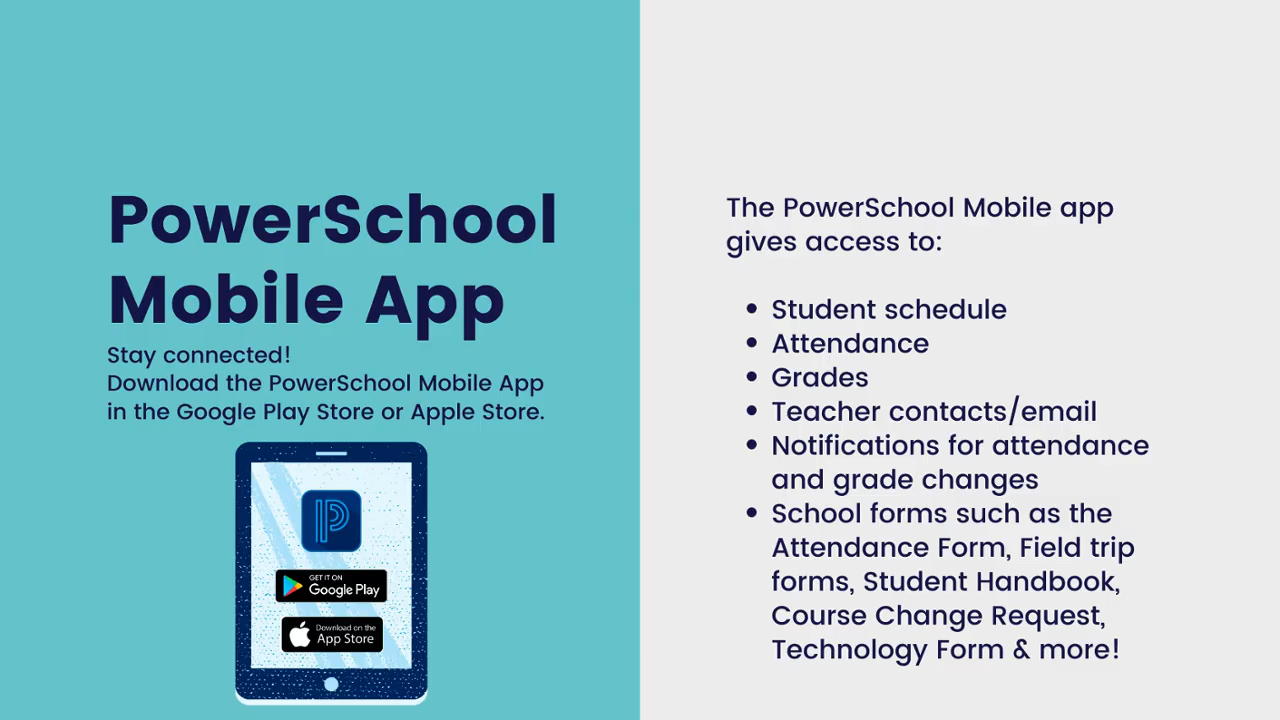 PowerSchool
Mobile App
Stay connected!
Download the PowerSchool Mobile App
in the Google Play Store or Apple Store.
GET IT ON
Google Play
Download on the
App Store
The PowerSchool Mobile app
gives access to:
• Student schedule
• Attendance
• Grades
• Teacher contacts/email
• Notifications for attendance
and grade changes
• School forms such as the
Attendance Form, Field trip
forms, Student Handbook,
Course Change Request,
Technology Form & more!